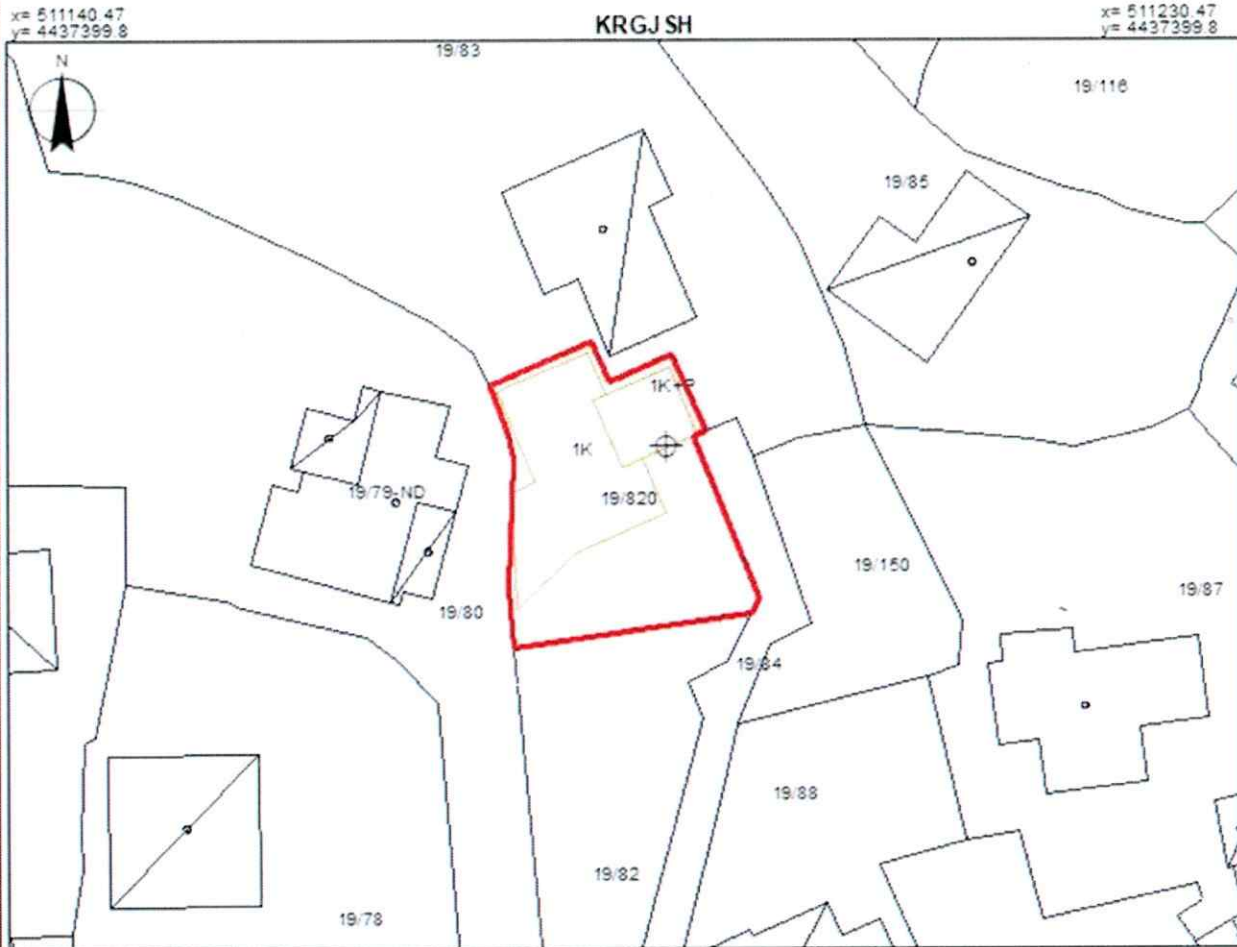 x= 511140.47
y= 4437399.8
KRGJSH
x= 511230.47
y= 4437399.8
19/83
N
19/116
19/85
1K+P
1K
19/79-ND
19/820
19/150
19/87
19/80
19/84
19/88
19/82
19/78